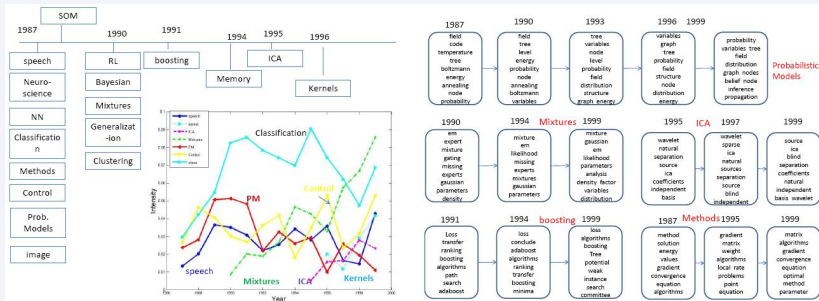 SOM
1987
1990
1991
1994
1995
1996
speech
Neuro-
science
NN
Classificatio
n
Methods
Control
Prob.
Models
image
RL
Bayesian
Mixtures
Generalizat
-ion
Clustering
boosting
Memory
ICA
Kernels
Classification
PM
Control
speech
Mixtures
ICA
Kernels
Intensity
Year
speech
ICA
Mixtures
PM
Control
1987
field
code
temperature
tree
boltzmann
energy
annealing
node
probability
1990
field
tree
level
energy
probability
node
annealing
boltzmann
variables
1993
tree
variables
node
level
probability
field
distribution
structure
graph energy
1996
variables
graph
tree
probability
field
structure
node
distribution
energy
1999
probability
variables tree
field
distribution
graph nodes
belief node
inference
propagation
Probabilistic
Models
Mixtures
1990
em
expert
mixture
gating
missing
experts
gaussian
parameters
density
1994
mixture
em
likelihood
missing
experts
mixtures
gaussian
parameters
1999
mixture
gaussian
em
likelihood
parameters
analysis
density factor
variables
distribution
ICA
1995
wavelet
natural
separation
source
ica
coefficients
independent
basis
1997
wavelet
sparse
ica
natural
sources
separation
source
blind
independent
1999
source
ica
blind
separation
coefficients
natural
independent
basis wavelet
boosting
1991
Loss
transfer
ranking
boosting
algorithms
path
search
adaboost
1994
loss
conclude
adaboost
algorithms
ranking
transfer
boosting
minima
1999
loss
algorithms
boosting
Tree
potential
weak
instance
search
committee
Methods
1987
method
solution
energy
values
gradient
convergence
equation
algorithms
1995
gradient
matrix
weight
algorithms
local rate
problems
point
equation
1999
matrix
algorithms
gradient
convergence
equation
optimal
method
parameter